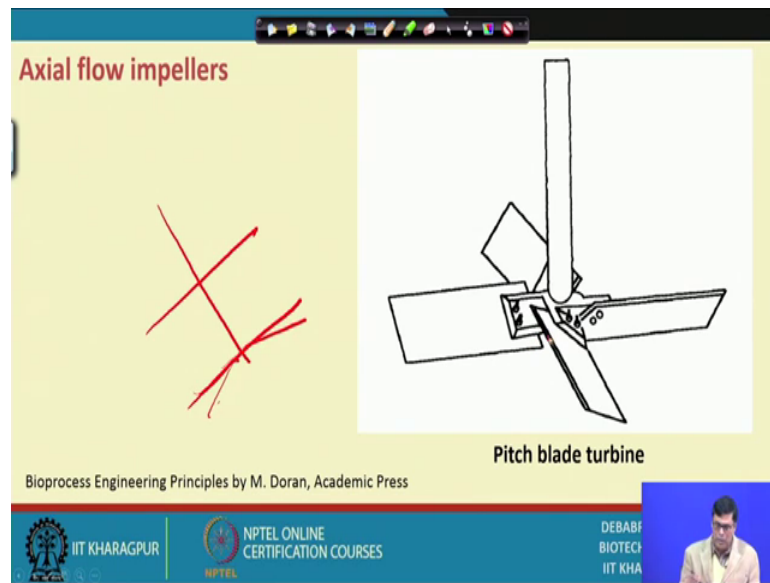 Axial flow impellers
Pitch blade turbine
Bioprocess Engineering Principles by M. Doran, Academic Press
IIT KHARAGPUR
NPTEL
NPTEL ONLINE
CERTIFICATION COURSES
DEBABR
BIOTECH
IIT KHA